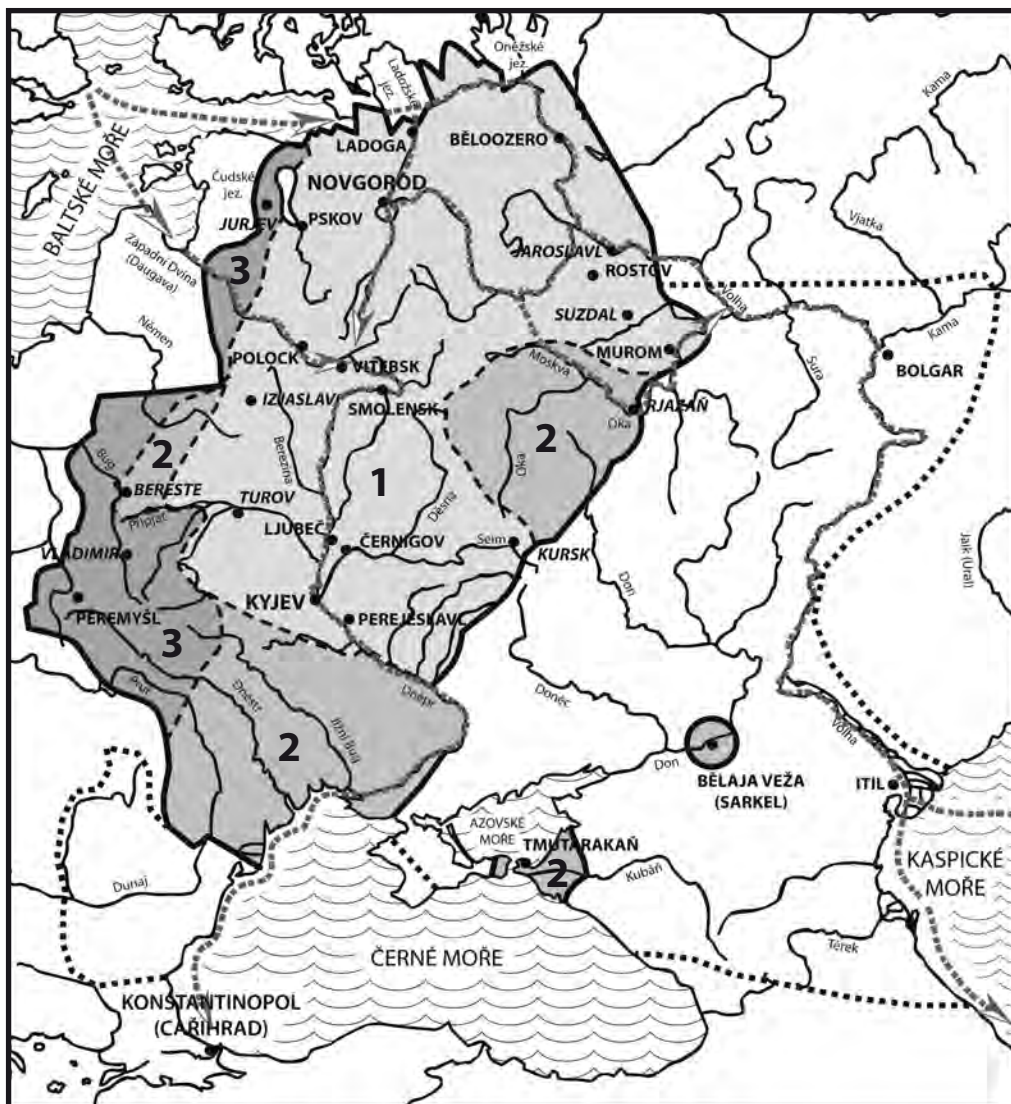 Oněžské
jez.
Ladožské
jez.
Kama
LADOGA
BĚLOOZERO
BALTSKÉ MOŘE
Čudské
jez.
NOVGOROD
JURJEV
PSKOV
Vjatka
Západní Dvina
(Daugava)
3
JAROSLAVL
ROSTOV
Volha
Němen
SUZDAL
Kama
POLOCK
VITEBSK
Moskva
MUROM
Sura
BOLGAR
IZJASLAVL
SMOLENSK
RJAZAŇ
Oka
2
Berezina
1
2
Oka
Bug
BERESTE
TUROV
Děsna
Pripjať
LJUBEČ
ČERNIGOV
Sejm
KURSK
VLADIMIR
Don
Jaik (Ural)
KYJEV
PEREMYŠL
PEREJESLAVL
3
Prut
Dněstr
Jižní Bug
Dněpr
Doněc
2
Volha
Don
BĚLAJA VEŽA
(SARKEL)
ITIL
AZOVSKÉ
MOŘE
TMUTARAKAŇ
2
Kubáň
KASPICKÉ
MOŘE
Dunaj
ČERNÉ MOŘE
Těrek
KONSTANTINOPOL
(CAŘIHRAD)